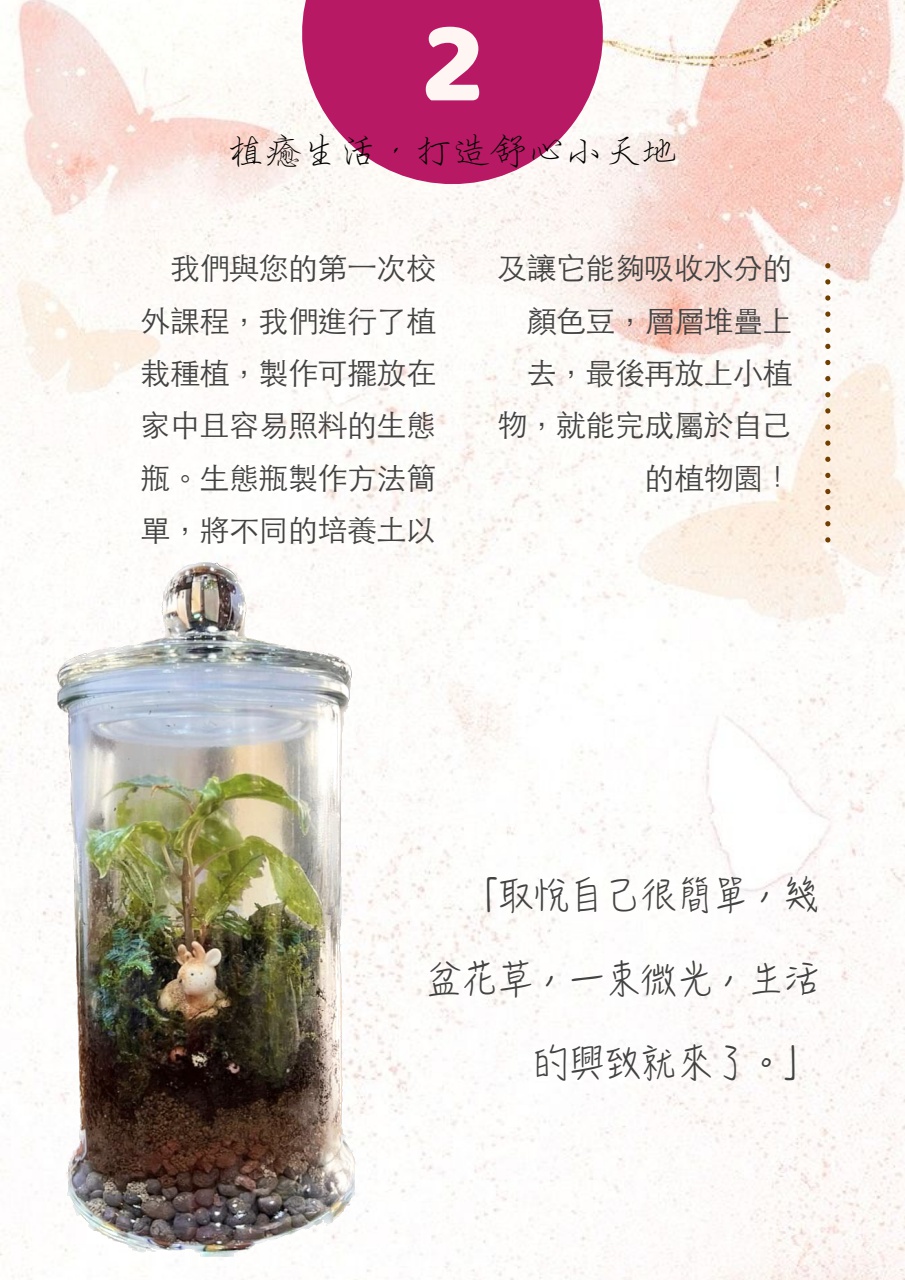 2
植癒生活，打造舒心小天地
我們與您的第一次校
外課程，我們進行了植
栽種植，製作可擺放在
家中且容易照料的生態
瓶。生態瓶製作方法簡
單，將不同的培養土以
及讓它能夠吸收水分的
顏色豆，層層堆疊上
去，最後再放上小植
物，就能完成屬於自己
的植物園！
「取悅自己很簡單，幾
盆花草，一束微光，生活
的興致就來了。」